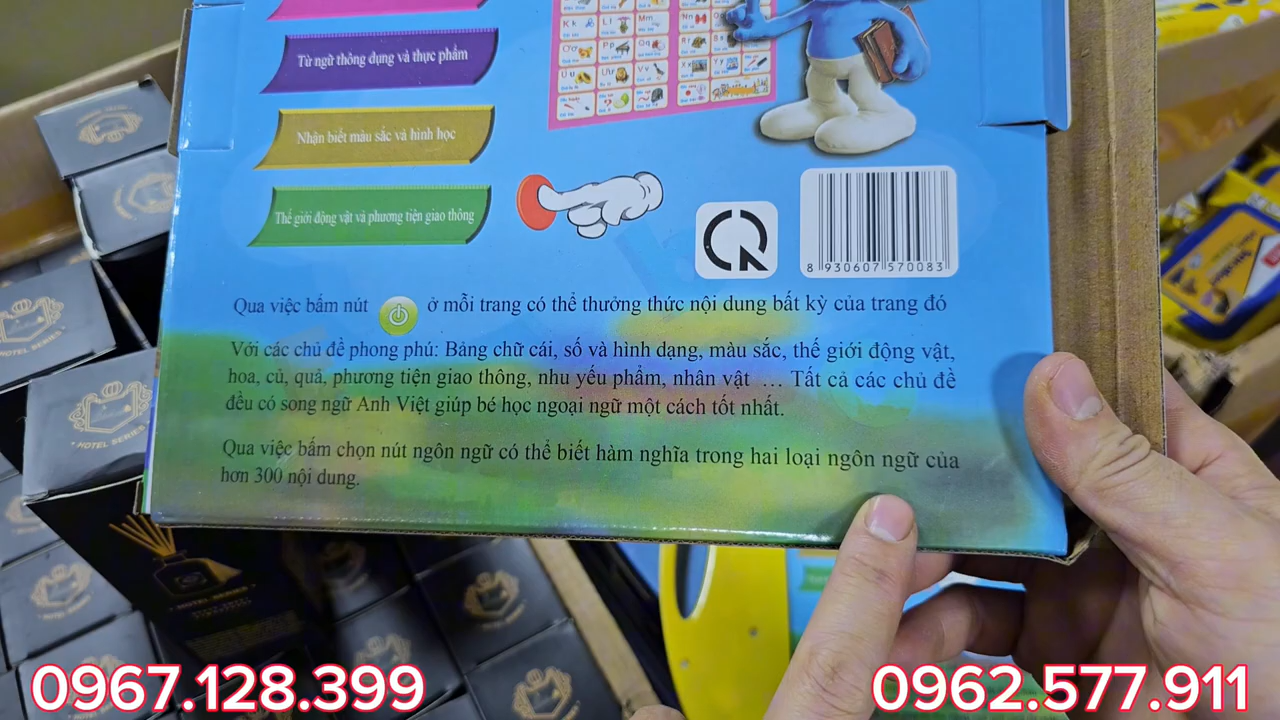 Từ ngữ thông dụng và thực phẩm
Nhận biết màu sắc và hình học
Thế giới động vật và phương tiện giao thông
8 930607 570083
Qua việc bấm nút ở mỗi trang có thể thưởng thức nội dung bất kỳ của trang đó
Với các chủ đề phong phú: Bảng chữ cái, số và hình dạng, màu sắc, thế giới động vật,
hoa, củ, quả, phương tiện giao thông, nhu yếu phẩm, nhân vật ... Tất cả các chủ đề
đều có song ngữ Anh Việt giúp bé học ngoại ngữ một cách tốt nhất.
Qua việc bấm chọn nút ngôn ngữ có thể biết hàm nghĩa trong hai loại ngôn ngữ của
hơn 300 nội dung.
HOTEL SERIES
HOTEL SERIES
HOTEL SERIES
0967.128.399
0962.577.911